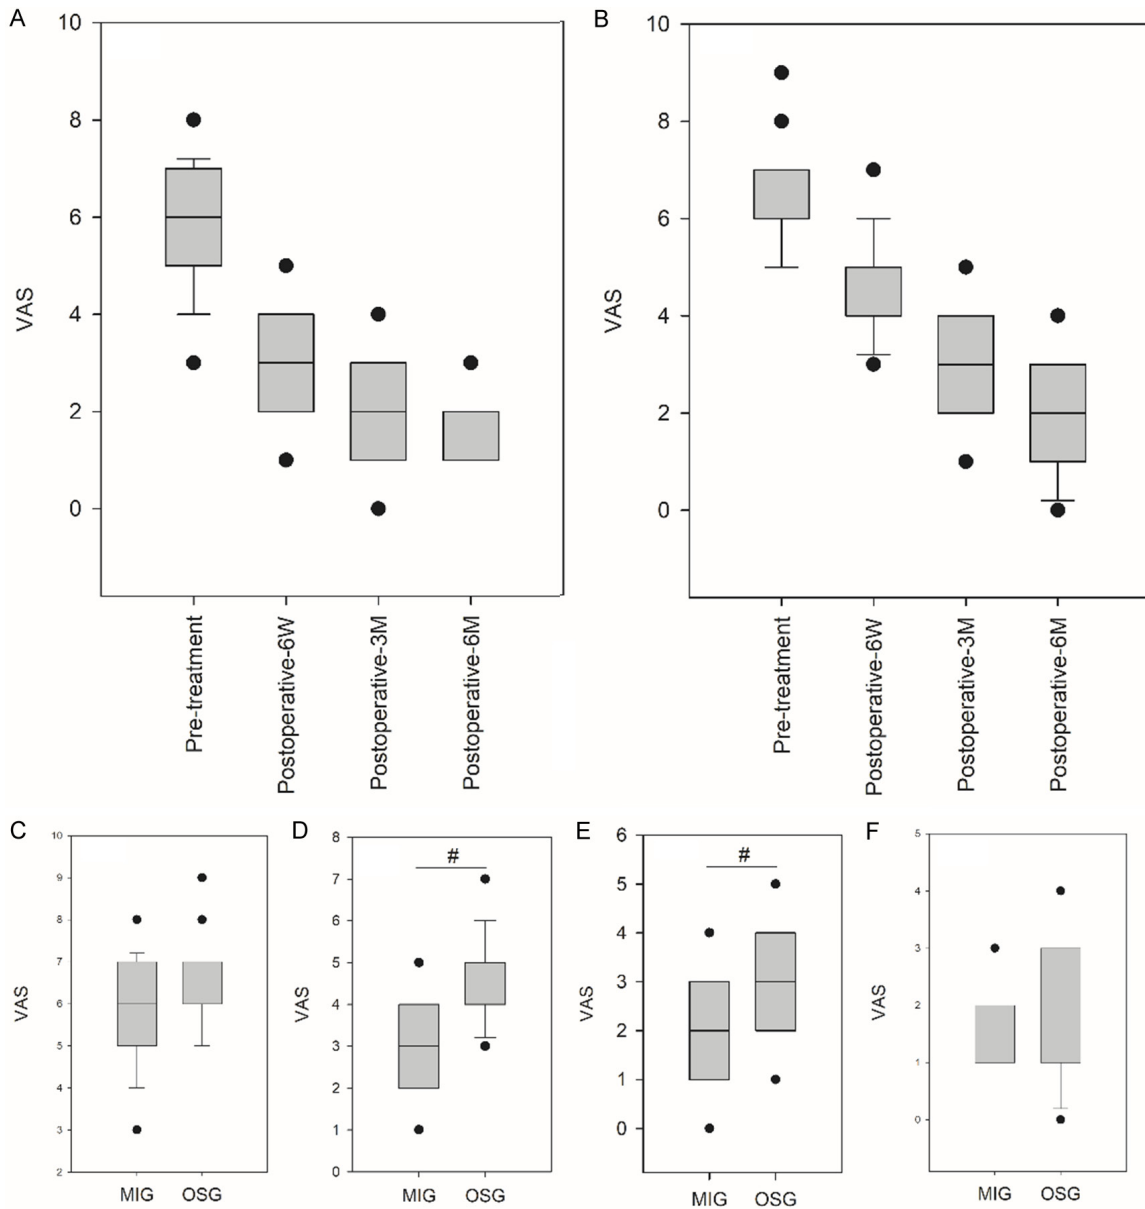 A
10
8
6
4
2
0
VAS
Pre-treatment
Postoperative-6W
Postoperative-3M
Postoperative-6M
B
10
8
6
4
2
0
VAS
Pre-treatment
Postoperative-6W
Postoperative-3M
Postoperative-6M
C
10
9
8
7
6
5
4
3
2
VAS
MIG OSG
D
8
7
6
5
4
3
2
1
0
VAS
#
MIG OSG
E
6
5
4
3
2
1
0
VAS
#
MIG OSG
F
5
4
3
2
1
0
VAS
MIG OSG